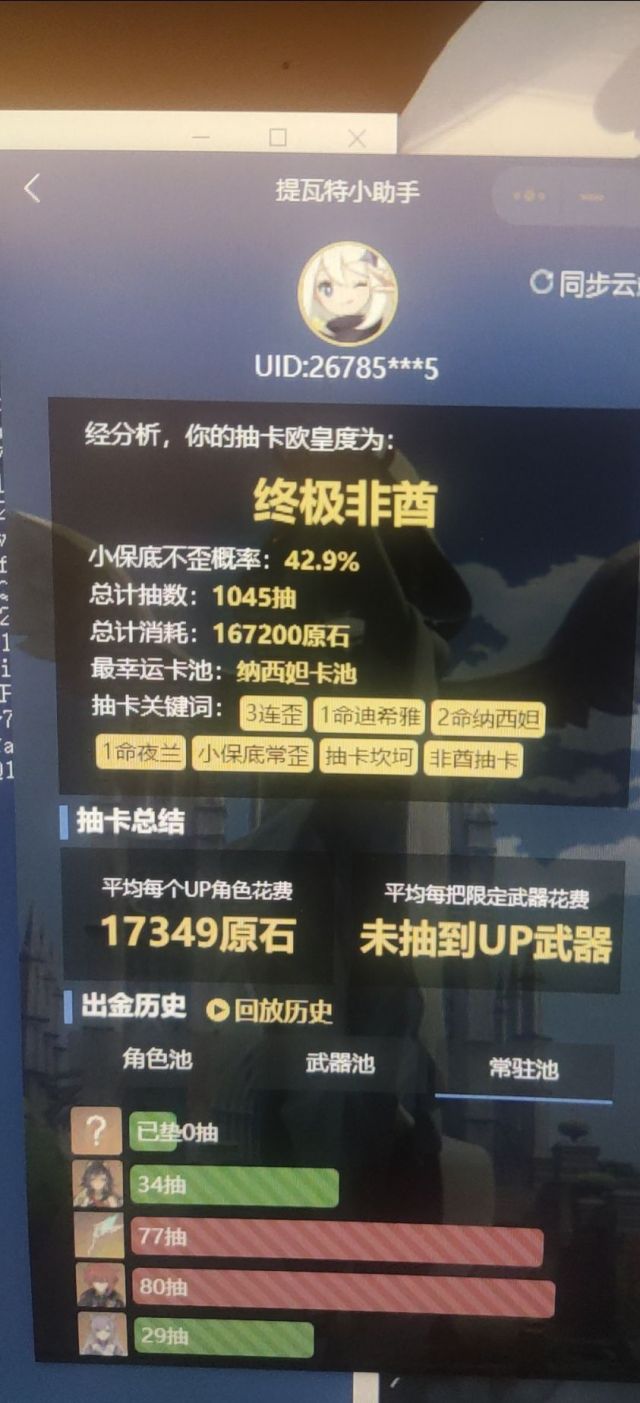 提瓦特小助手
同步云
UID:26785***5
经分析，你的抽卡欧皇度为：
终极非酋
小保底不歪概率：42.9%
总计抽数：1045抽
总计消耗：167200原石
最幸运卡池：纳西妲卡池
抽卡关键词：3连歪 1命迪希雅 2命纳西妲
1命夜兰 小保底常歪 抽卡坎坷 非酋抽卡
抽卡总结
平均每个UP角色花费 平均每把限定武器花费
17349原石 未抽到UP武器
出金历史 回放历史
角色池 武器池 常驻池
? 已垫0抽
34抽
77抽
80抽
29抽